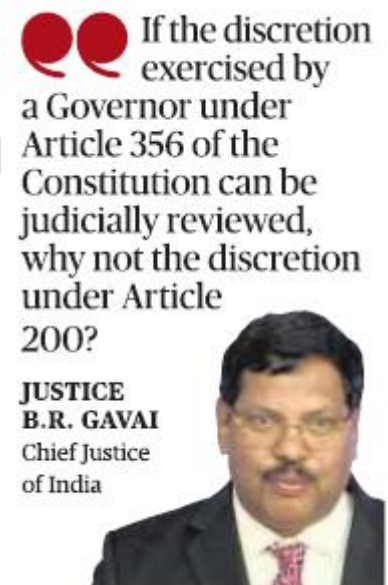 If the discretion
exercised by
a Governor under
Article 356 of the
Constitution can be
judicially reviewed,
why not the discretion
under Article
200?
JUSTICE
B.R. GAVAI
Chief Justice
of India